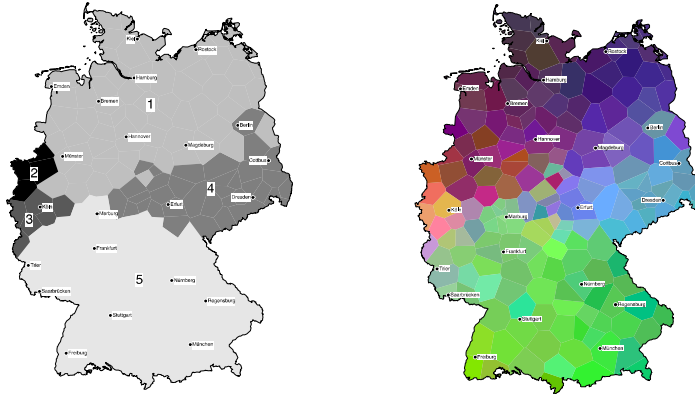 Kiel
Rostock
Hamburg
Emden
Bremen
1
Hannover
Berlin
Magdeburg
Münster
Cottbus
2
4
Dresden
Erfurt
Köln
3
Marburg
Frankfurt
Trier
5
Nürnberg
Saarbrücken
Regensburg
Stuttgart
München
Freiburg
Kiel
Rostock
Hamburg
Emden
Bremen
Berlin
Hannover
Magdeburg
Münster
Cottbus
Dresden
Erfurt
Köln
Marburg
Frankfurt
Trier
Nürnberg
Saarbrücken
Regensburg
Stuttgart
München
Freiburg